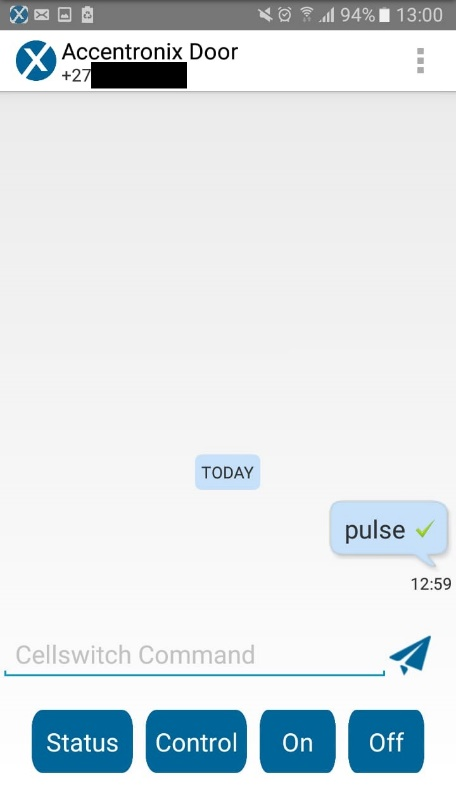 94% 13:00
Accentronix Door
+27
TODAY
pulse
12:59
Cellswitch Command
Status Control On Off